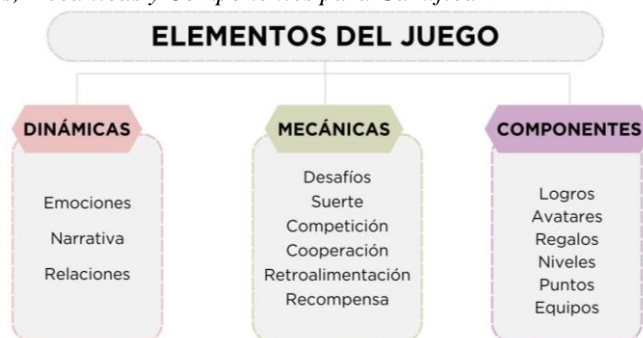 ELEMENTOS DEL JUEGO
DINÁMICAS
Emociones
Narrativa
Relaciones
MECÁNICAS
Desafíos
Suerte
Competición
Cooperación
Retroalimentación
Recompensa
COMPONENTES
Logros
Avatares
Regalos
Niveles
Puntos
Equipos